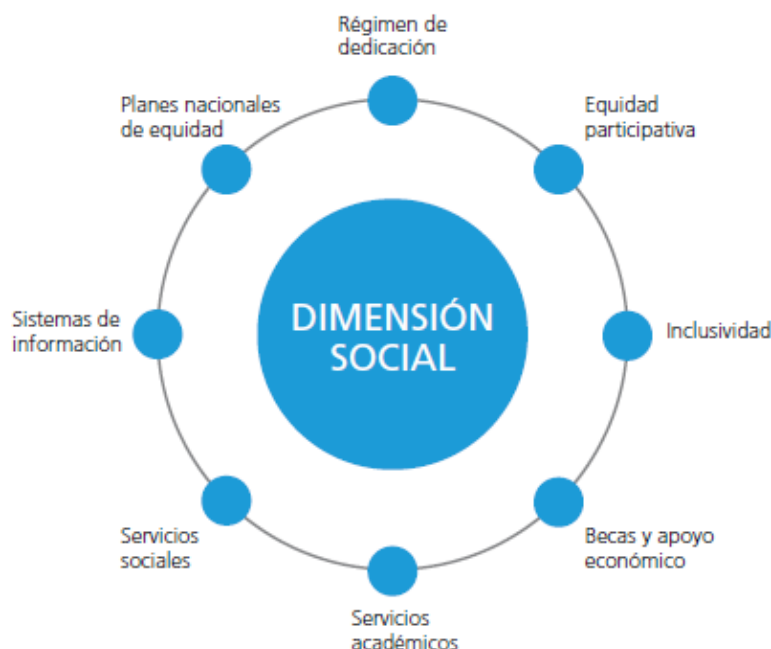 Régimen de
dedicación
Planes nacionales
de equidad
Equidad
participativa
DIMENSIÓN
SOCIAL
Sistemas de
información
Inclusividad
Servicios
sociales
Becas y apoyo
económico
Servicios
académicos